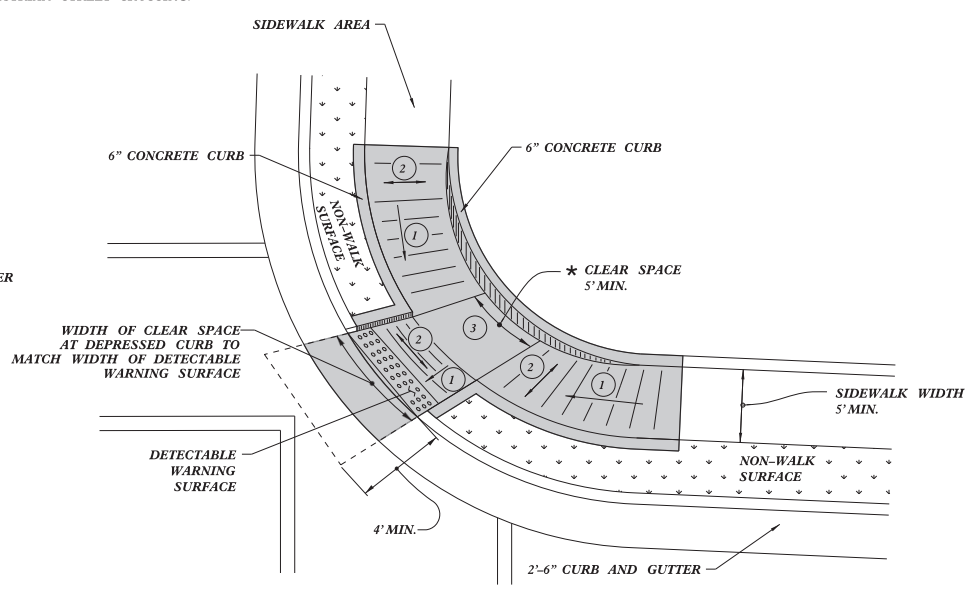 SIDEWALK AREA
6” CONCRETE CURB
6” CONCRETE CURB
2
NON–WALK
SURFACE
1
* CLEAR SPACE
5’ MIN.
ER
WIDTH OF CLEAR SPACE
AT DEPRESSED CURB TO
MATCH WIDTH OF DETECTABLE
WARNING SURFACE
3
2
2
1
1
SIDEWALK WIDTH
5’ MIN.
DETECTABLE
WARNING
SURFACE
NON–WALK
SURFACE
4’ MIN.
2’–6” CURB AND GUTTER